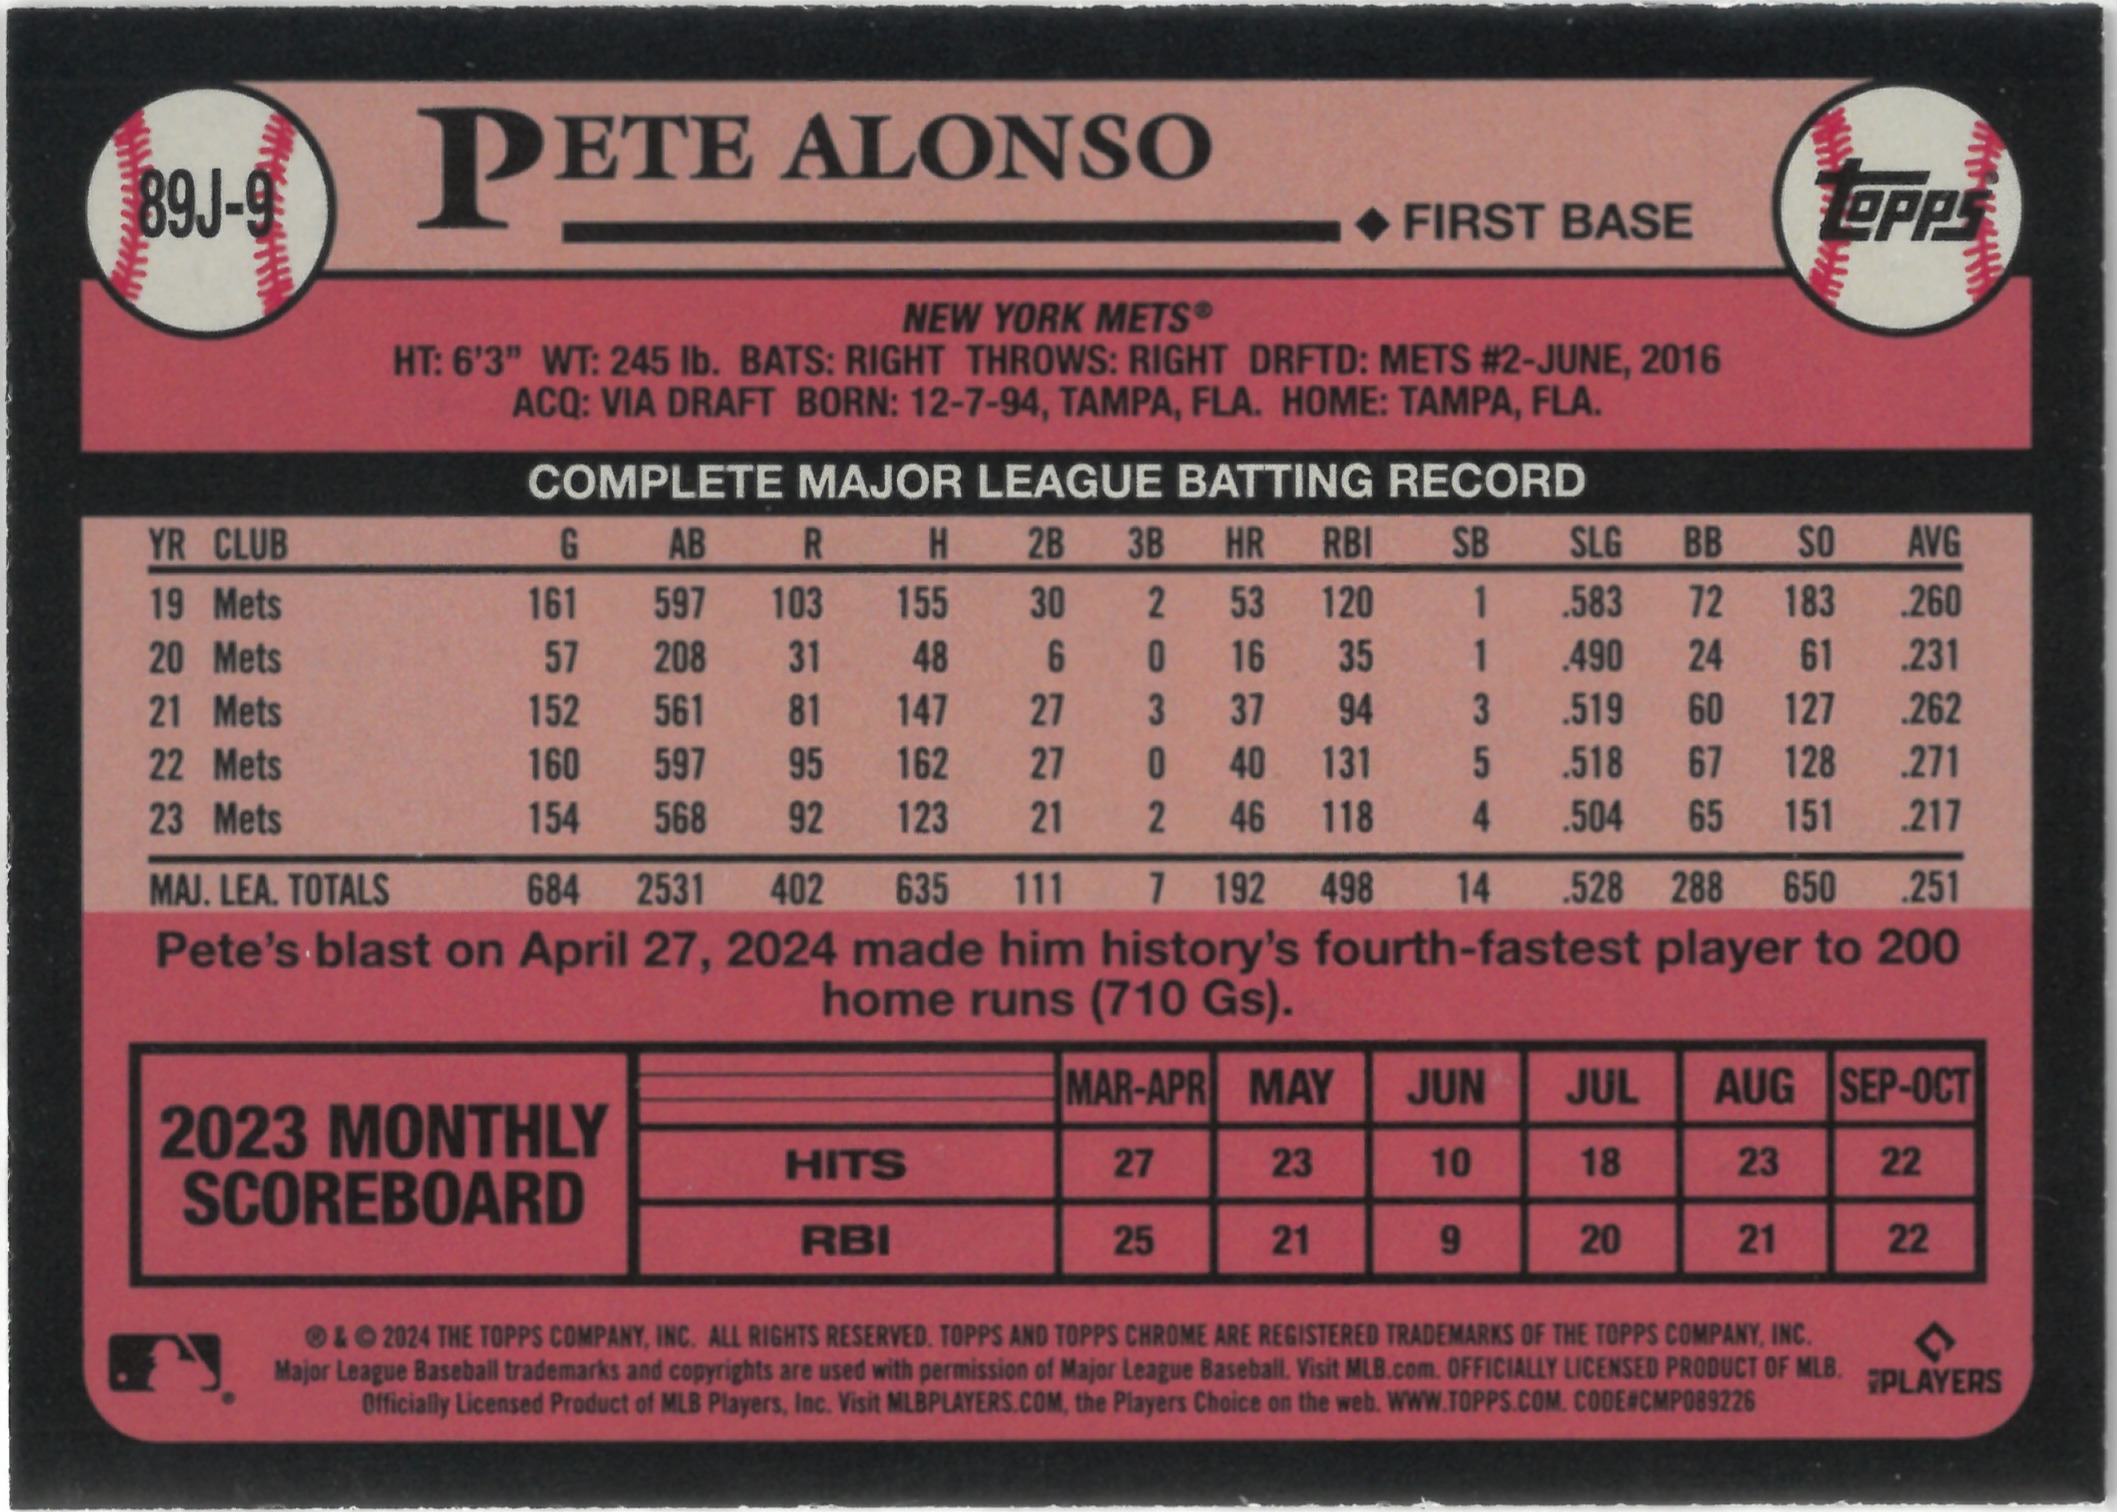 89J-9
PETE ALONSO
◆ FIRST BASE
topps®
NEW YORK METS®
HT: 6'3" WT: 245 lb. BATS: RIGHT THROWS: RIGHT DRFTD: METS #2-JUNE, 2016
ACQ: VIA DRAFT BORN: 12-7-94, TAMPA, FLA. HOME: TAMPA, FLA.
COMPLETE MAJOR LEAGUE BATTING RECORD
YR CLUB G AB R H 2B 3B HR RBI SB SLG BB SO AVG
19 Mets 161 597 103 155 30 2 53 120 1 .583 72 183 .260
20 Mets 57 208 31 48 6 0 16 35 1 .490 24 61 .231
21 Mets 152 561 81 147 27 3 37 94 3 .519 60 127 .262
22 Mets 160 597 95 162 27 0 40 131 5 .518 67 128 .271
23 Mets 154 568 92 123 21 2 46 118 4 .504 65 151 .217
MAJ. LEA. TOTALS 684 2531 402 635 111 7 192 498 14 .528 288 650 .251
Pete's blast on April 27, 2024 made him history's fourth-fastest player to 200
home runs (710 Gs).
2023 MONTHLY
SCOREBOARD
MAR-APR MAY JUN JUL AUG SEP-OCT
HITS 27 23 10 18 23 22
RBI 25 21 9 20 21 22
® & © 2024 THE TOPPS COMPANY, INC. ALL RIGHTS RESERVED. TOPPS AND TOPPS CHROME ARE REGISTERED TRADEMARKS OF THE TOPPS COMPANY, INC.
Major League Baseball trademarks and copyrights are used with permission of Major League Baseball. Visit MLB.com. OFFICIALLY LICENSED PRODUCT OF MLB.
Officially Licensed Product of MLB Players, Inc. Visit MLBPLAYERS.COM, the Players Choice on the web. WWW.TOPPS.COM. CODE#CMP089226
MLB PLAYERS